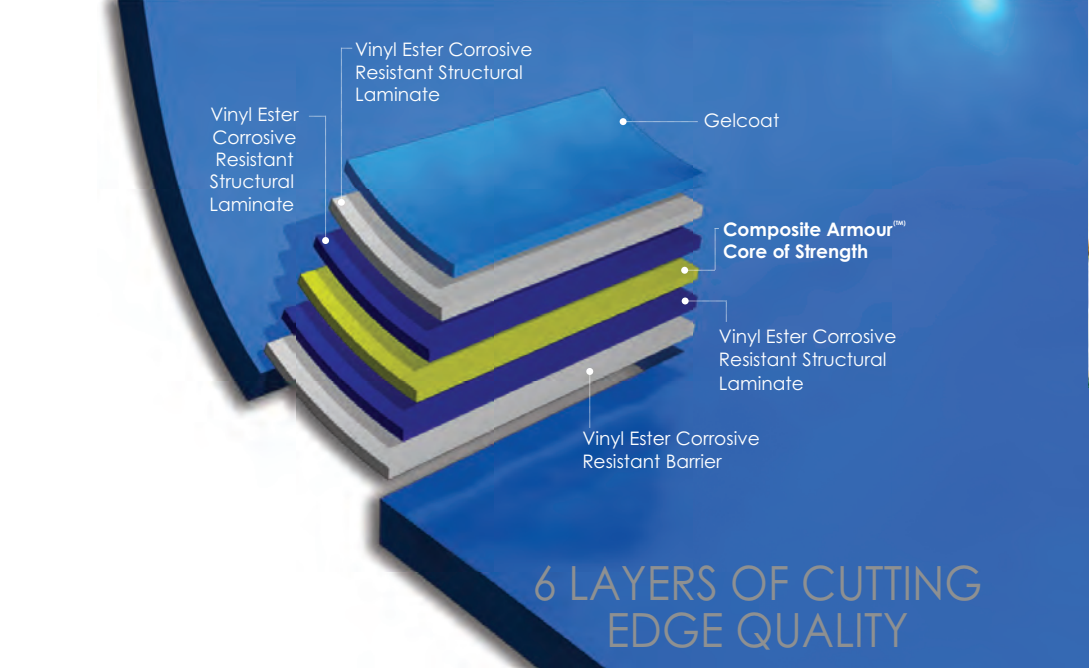 Vinyl Ester Corrosive
Resistant Structural
Laminate
Vinyl Ester
Corrosive
Resistant
Structural
Laminate
Gelcoat
Composite Armour(TM)
Core of Strength
Vinyl Ester Corrosive
Resistant Structural
Laminate
Vinyl Ester Corrosive
Resistant Barrier
6 LAYERS OF CUTTING
EDGE QUALITY